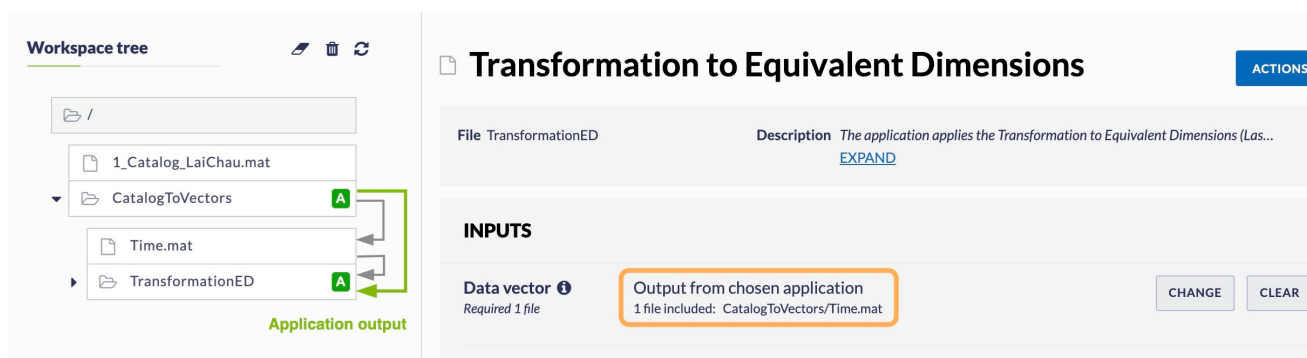 Workspace tree
/
1_Catalog_LaiChau.mat
CatalogToVectors
A
Time.mat
TransformationED
A
Application output
Transformation to Equivalent Dimensions
ACTIONS
File TransformationED
Description The application applies the Transformation to Equivalent Dimensions (Las...
EXPAND
INPUTS
Data vector
Required 1 file
Output from chosen application
1 file included: CatalogToVectors/Time.mat
CHANGE
CLEAR